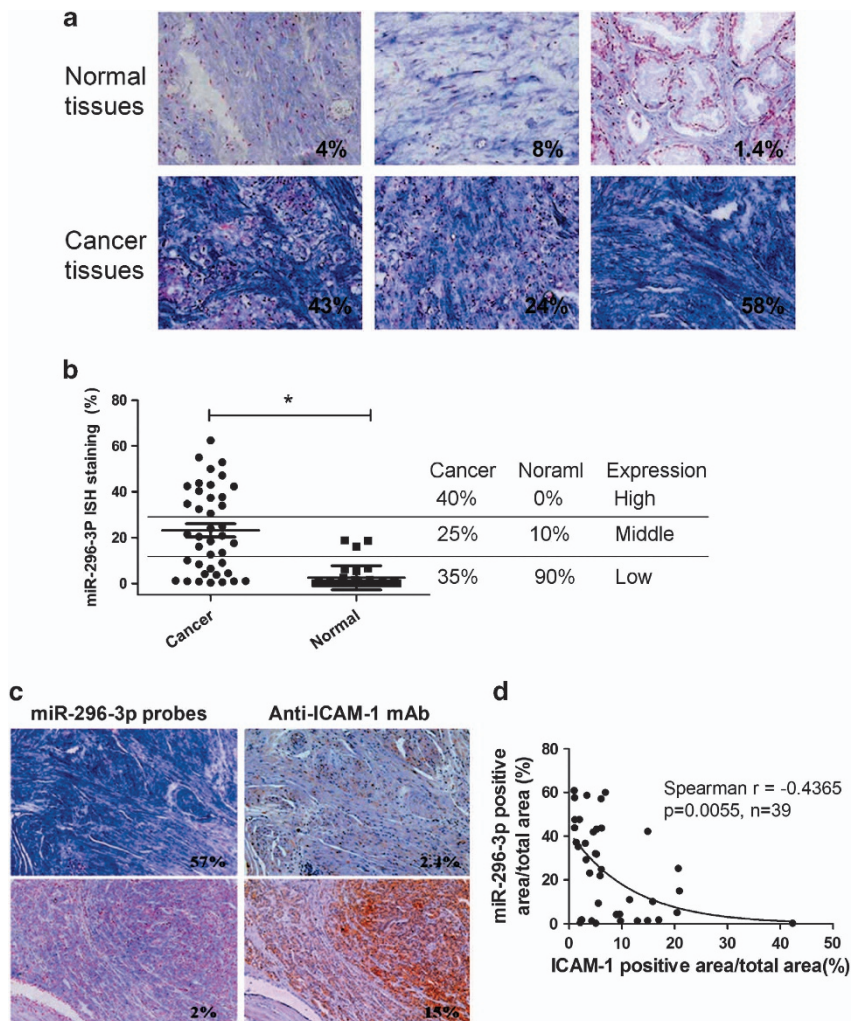 a
Normal tissues
4% 8% 1.4%
Cancer tissues
43% 24% 58%
b
miR-296-3P ISH staining (%)
80
60
40
20
0
*
Cancer Normal
Cancer Noraml Expression
40% 0% High
25% 10% Middle
35% 90% Low
c
miR-296-3p probes Anti-ICAM-1 mAb
57% 2.4%
2% 15%
d
miR-296-3p positive
area/total area (%)
80
60
40
20
0
Spearman r = -0.4365
p=0.0055, n=39
0 10 20 30 40 50
ICAM-1 positive area/total area(%)